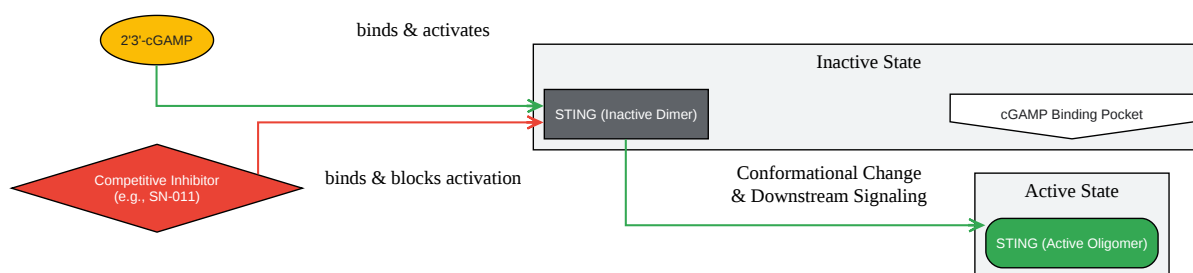 2'3'-cGAMP
binds & activates
Inactive State
STING (Inactive Dimer)
cGAMP Binding Pocket
Competitive Inhibitor
(e.g., SN-011)
binds & blocks activation
Conformational Change
& Downstream Signaling
Active State
STING (Active Oligomer)